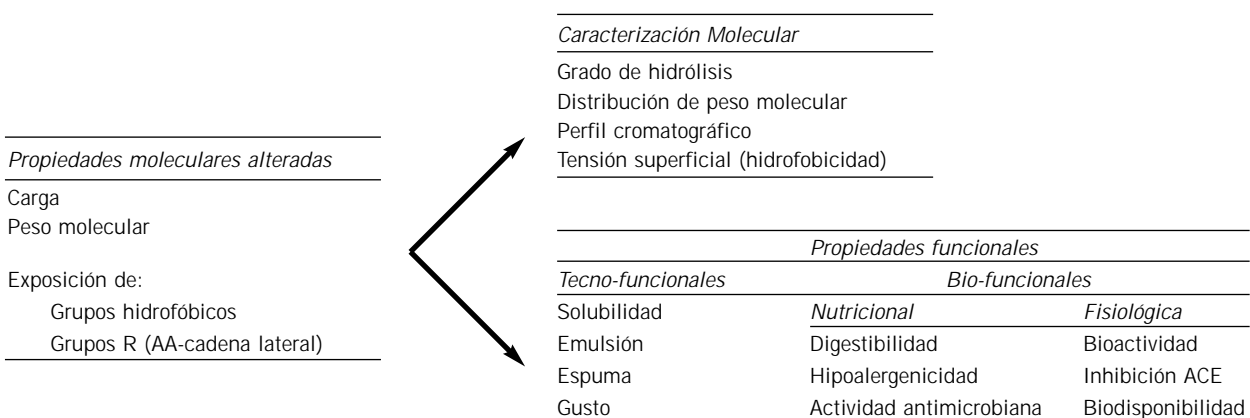 Propiedades moleculares alteradas
Carga
Peso molecular
Exposición de:
Grupos hidrofóbicos
Grupos R (AA-cadena lateral)
Caracterización Molecular
Grado de hidrólisis
Distribución de peso molecular
Perfil cromatográfico
Tensión superficial (hidrofobicidad)
Propiedades funcionales
Tecno-funcionales Bio-funcionales
Solubilidad Nutricional Fisiológica
Emulsión Digestibilidad Bioactividad
Espuma Hipoalergenicidad Inhibición ACE
Gusto Actividad antimicrobiana Biodisponibilidad